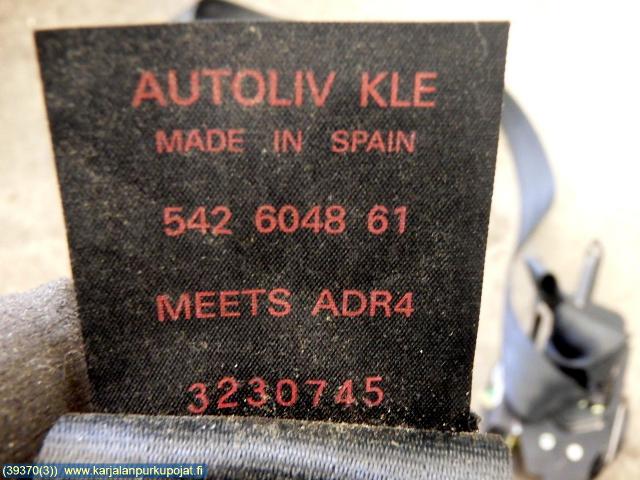 AUTOLIV KLE
MADE IN SPAIN
542 6048 61
MEETS ADR4
3230745
(39370(3)) www.karjalanpurkupojat.fi